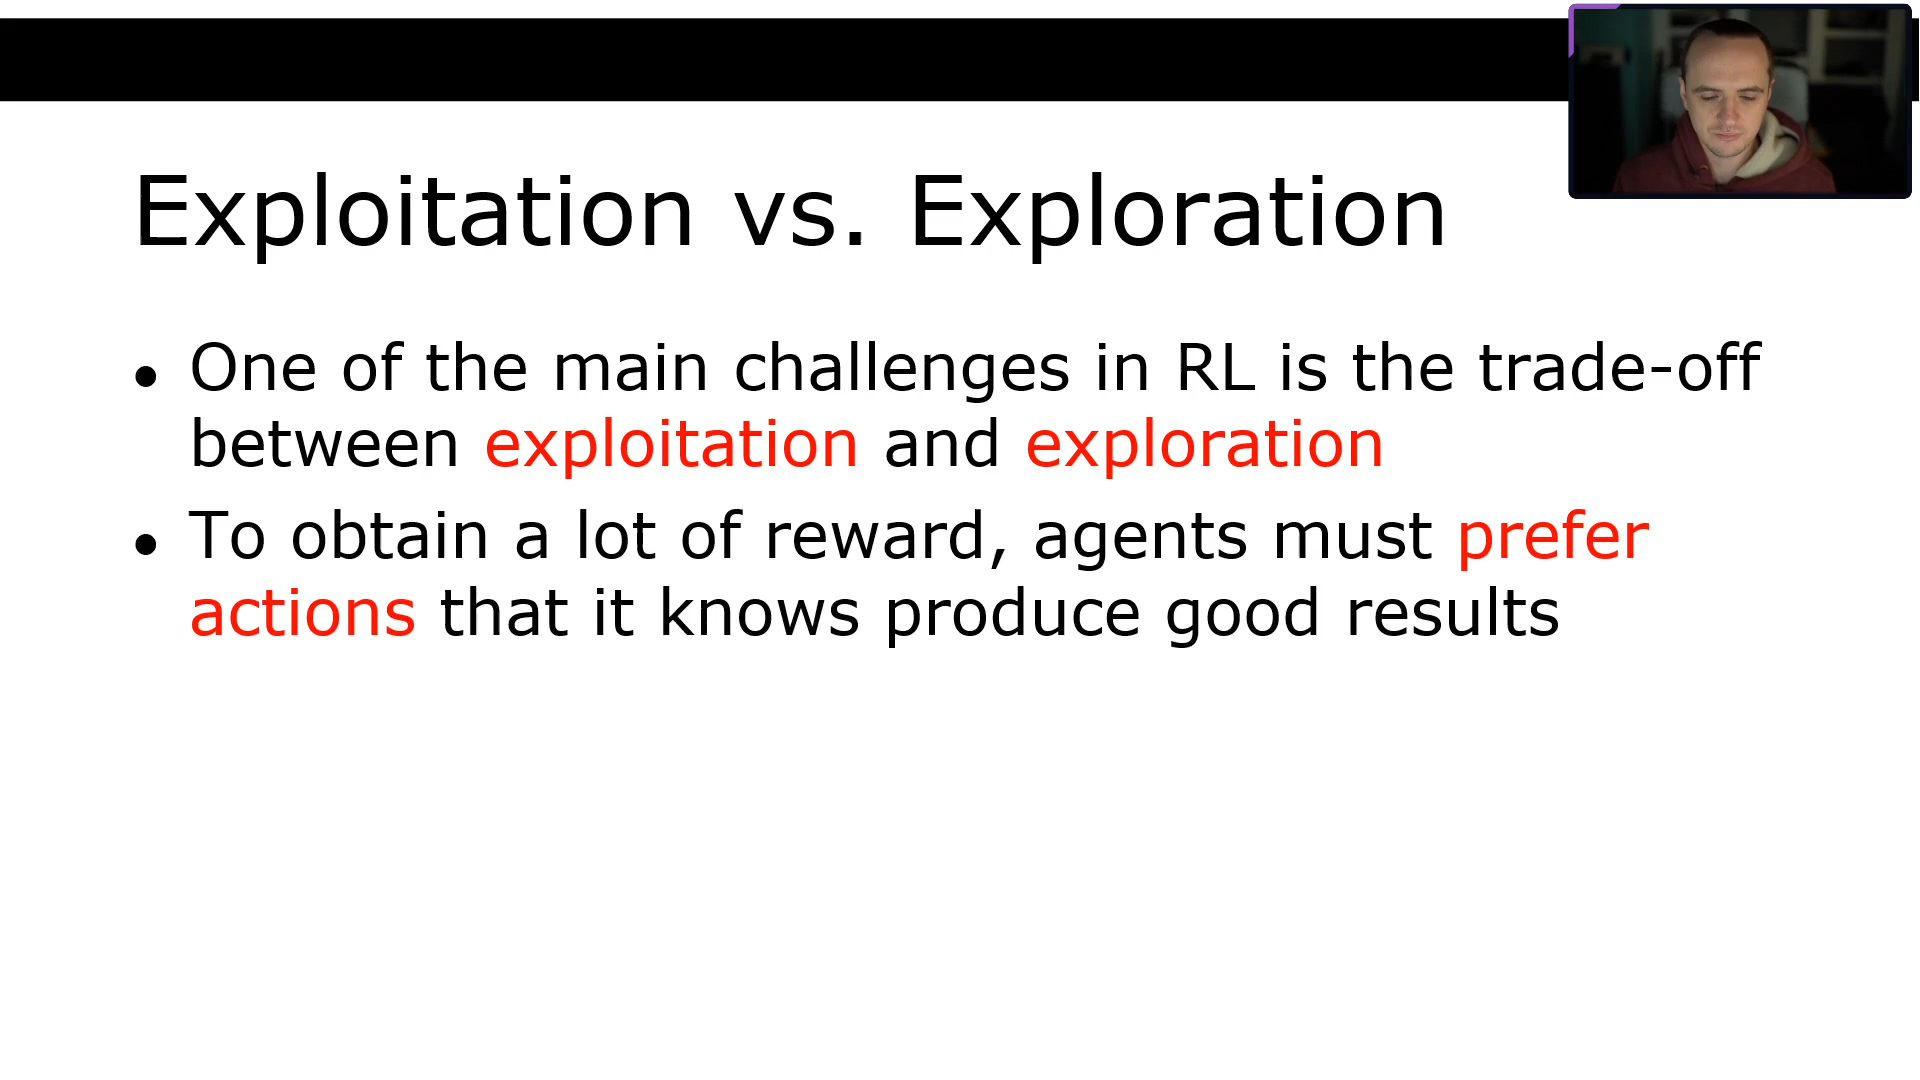 Exploitation vs. Exploration
• One of the main challenges in RL is the trade-off
between exploitation and exploration
• To obtain a lot of reward, agents must prefer
actions that it knows produce good results